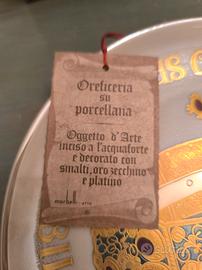 Oreficeria
su
porcellana
Oggetto d'Arte
inciso a l'acquaforte
e decorato con
smalti, oro zecchino
e platino